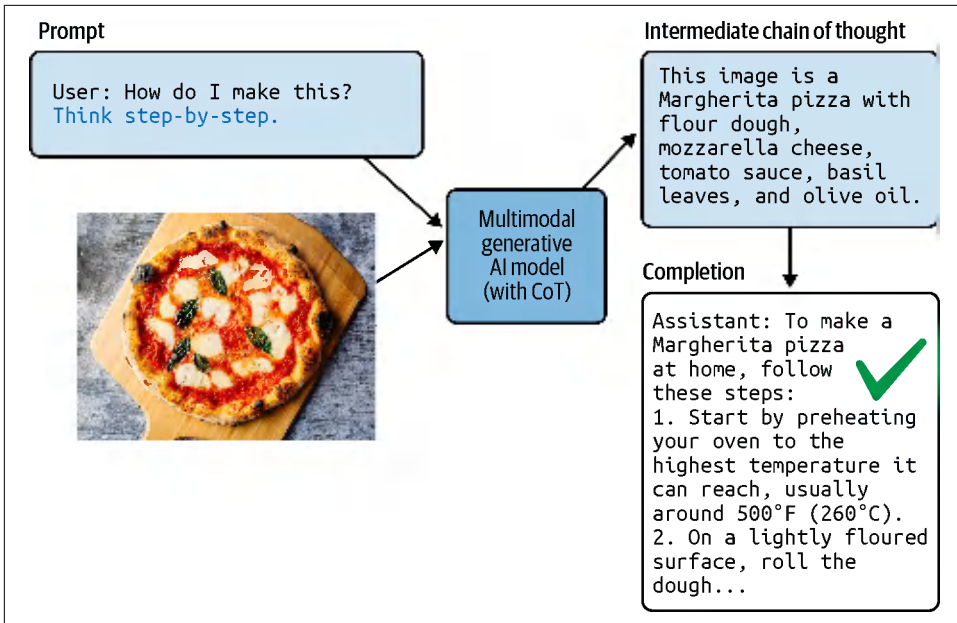 Prompt
User: How do I make this?
Think step-by-step.
Multimodal
generative
AI model
(with CoT)
Intermediate chain of thought
This image is a
Margherita pizza with
flour dough,
mozzarella cheese,
tomato sauce, basil
leaves, and olive oil.
Completion
Assistant: To make a
Margherita pizza
at home, follow
these steps:
1. Start by preheating
your oven to the
highest temperature it
can reach, usually
around 500°F (260°C).
2. On a lightly floured
surface, roll the
dough...